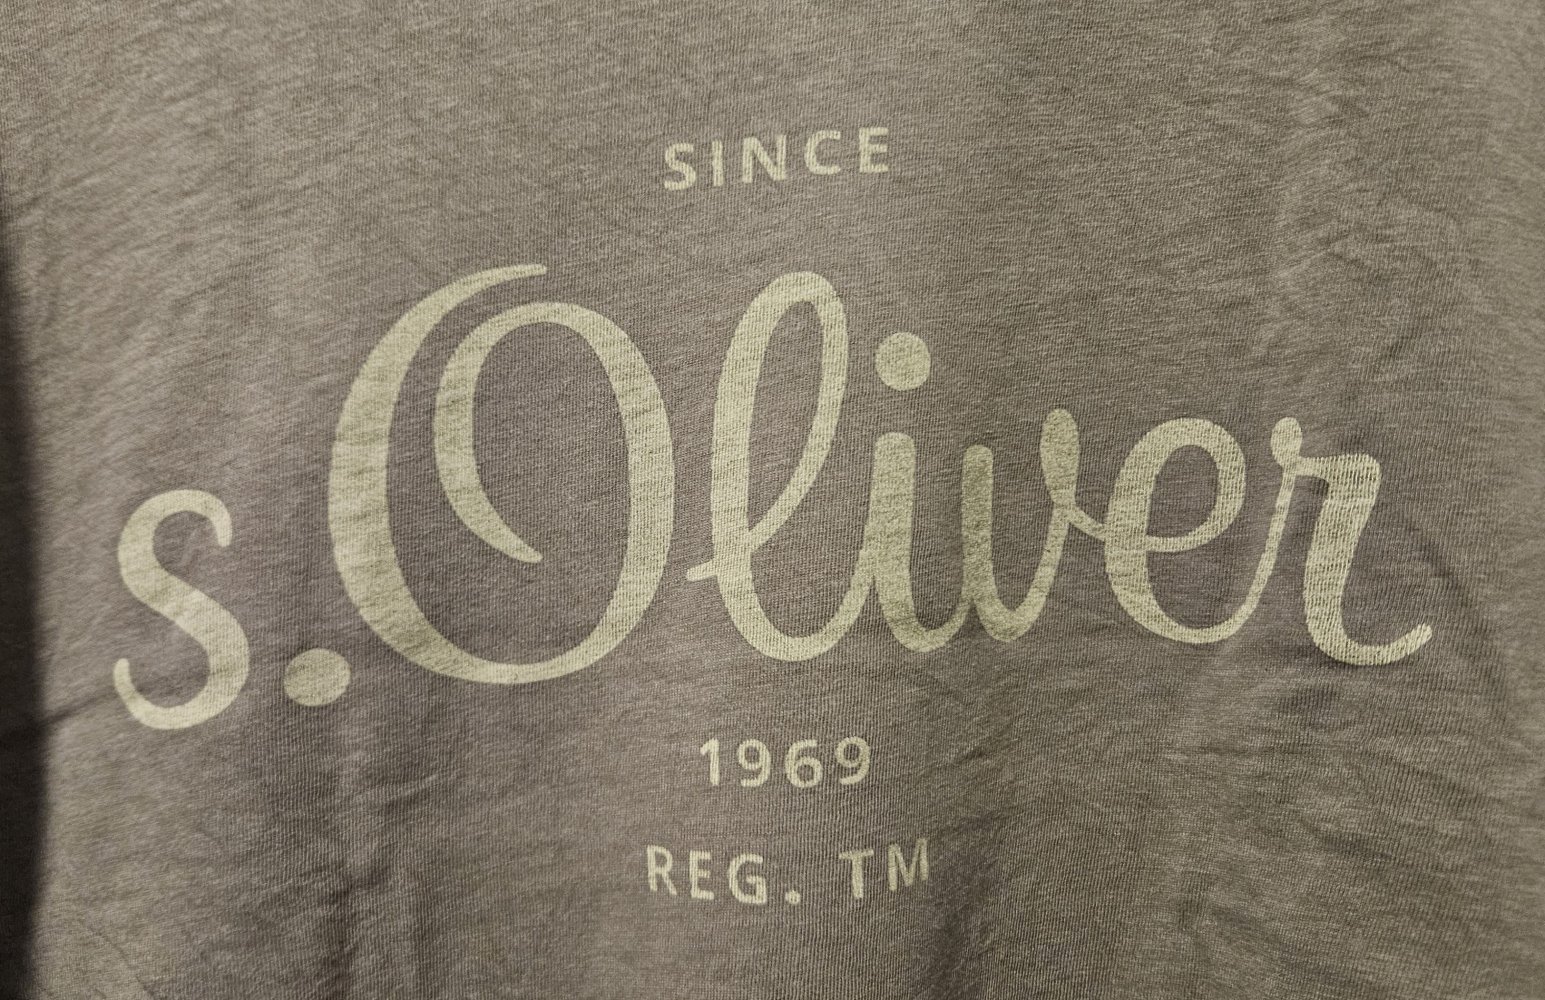 SINCE
s.Oliver
1969
REG. TM